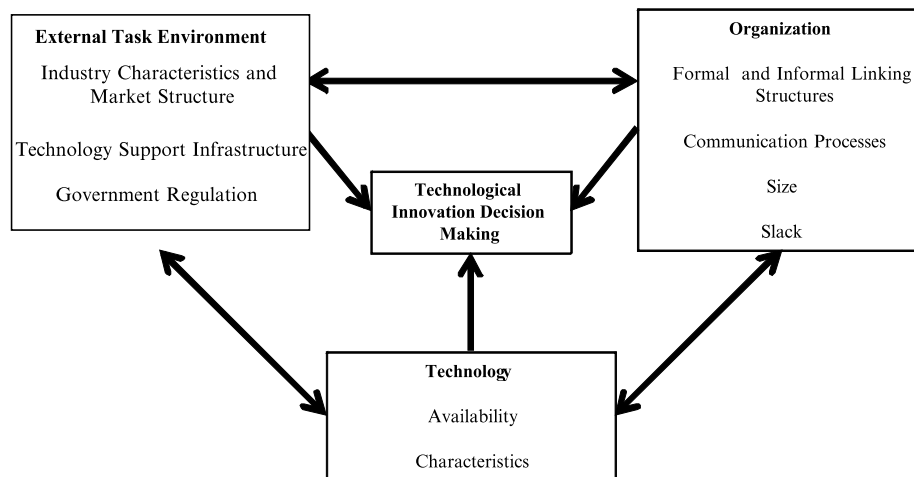 External Task Environment
Industry Characteristics and
Market Structure
Technology Support Infrastructure
Government Regulation
Organization
Formal and Informal Linking
Structures
Communication Processes
Size
Slack
Technological
Innovation Decision
Making
Technology
Availability
Characteristics